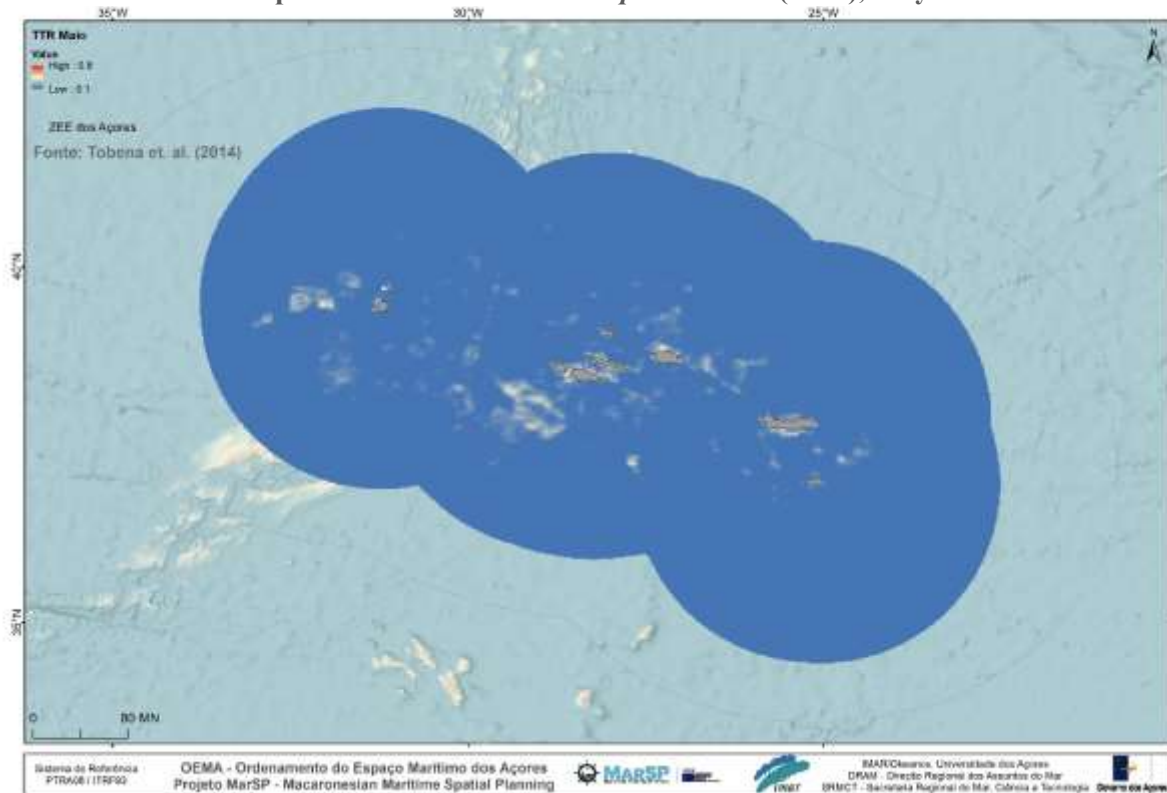 35°W 30°W 25°W
TTR Maio
Value
High : 0.8
Low : 0.1
ZEE dos Açores
Fonte: Tobena et. al. (2014)
N
40°N
35°N
0 80 MN
Sistema de Referência
PTRA08 / ITRF93
OEMA - Ordenamento do Espaço Marítimo dos Açores
Projeto MarSP - Macaronesian Maritime Spatial Planning
MARSP
IMAR/Okeanos, Universidade dos Açores
DRAM - Direção Regional dos Assuntos do Mar
SRMCT - Secretaria Regional do Mar, Ciência e Tecnologia
Governo dos Açores